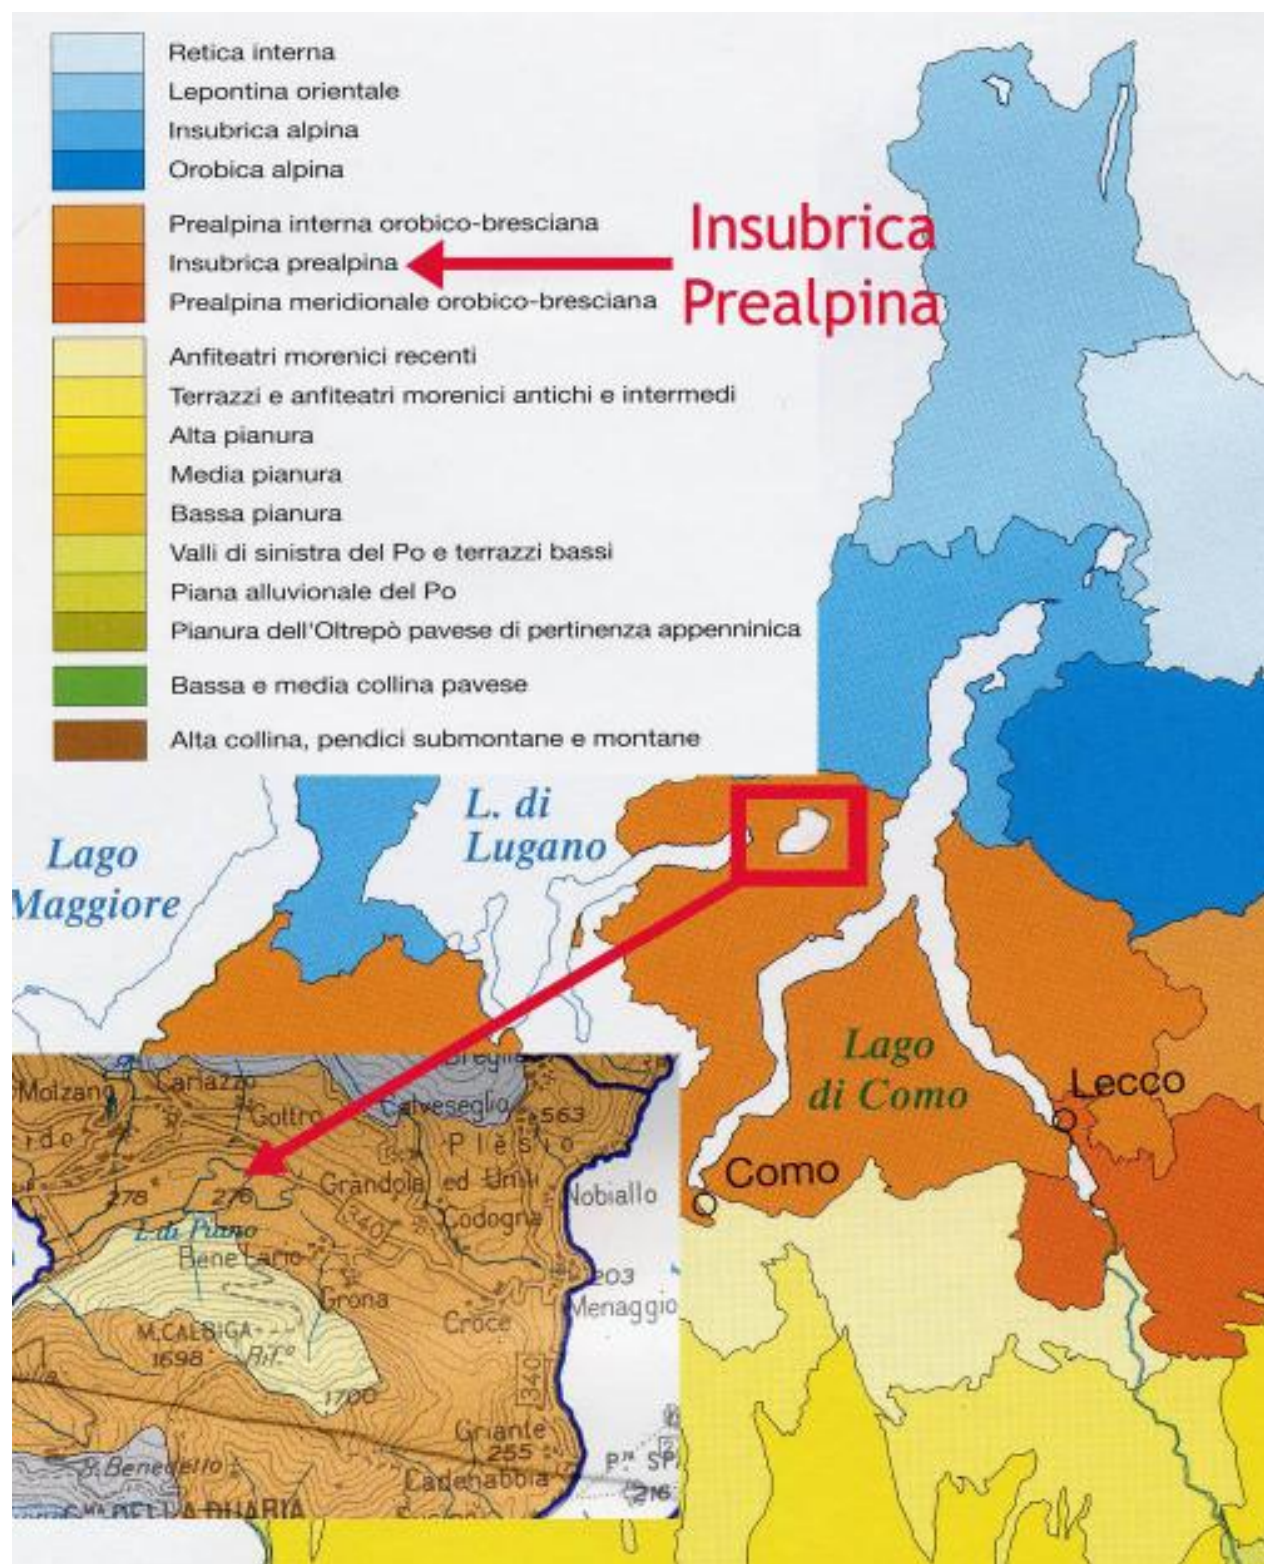 Retica interna
Lepontina orientale
Insubrica alpina
Orobica alpina
Prealpina interna orobico-bresciana
Insubrica prealpina
Prealpina meridionale orobico-bresciana
Insubrica
Prealpina
Anfiteatri morenici recenti
Terrazzi e anfiteatri morenici antichi e intermedi
Alta pianura
Media pianura
Bassa pianura
Valli di sinistra del Po e terrazzi bassi
Piana alluvionale del Po
Pianura dell'Oltrepò pavese di pertinenza appenninica
Bassa e media collina pavese
Alta collina, pendici submontane e montane
Lago
Maggiore
L. di
Lugano
Lago
di Como
Lecco
Como
Carlazzo
Gottro
Calveseglio
563
Plèsio
278
276
Grandola ed Uniti
Codogna
Nobiallo
340
L. di Piano
Bene Lario
Grona
203
Menaggio
Croce
M. CALBIGA
1698
Rif.º
1700
340
Griante
255
Cadenabbia
S. Benedetto
216